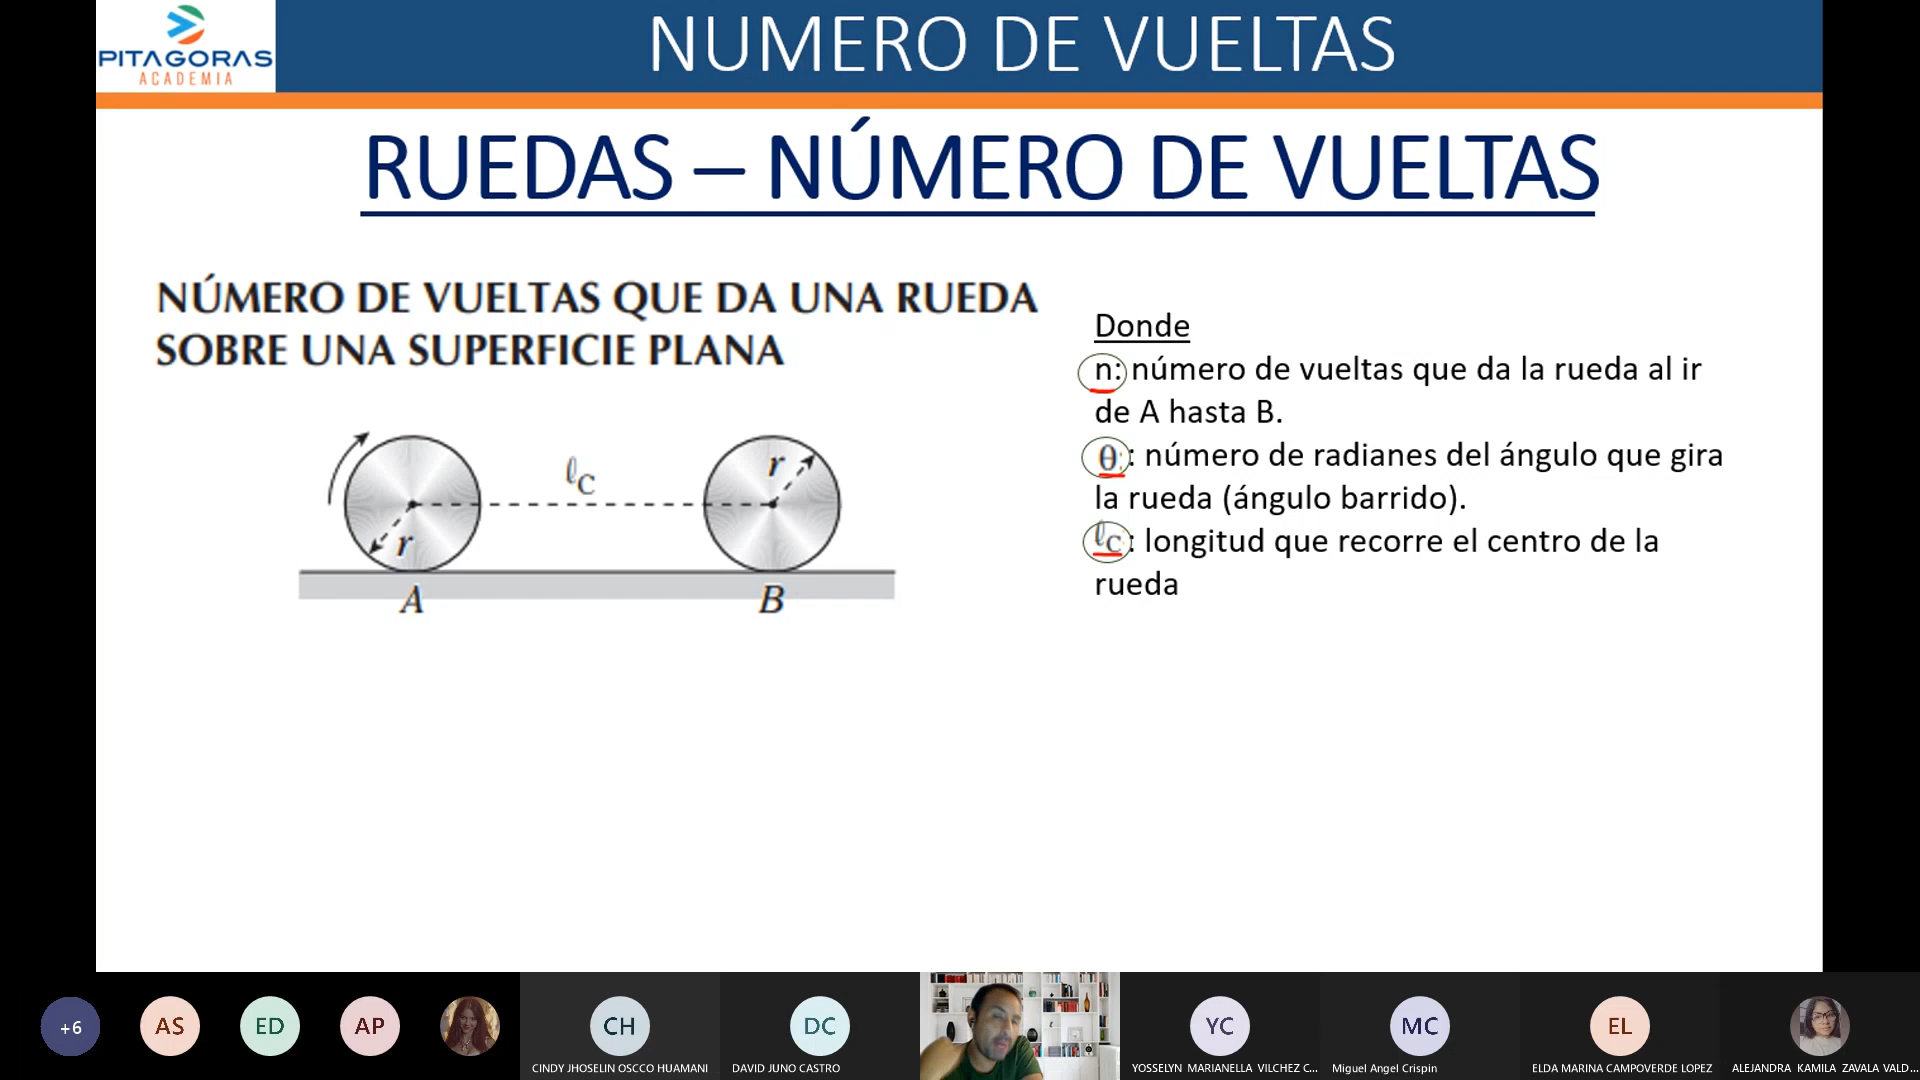 PITAGORAS
ACADEMIA
NUMERO DE VUELTAS
RUEDAS – NÚMERO DE VUELTAS
NÚMERO DE VUELTAS QUE DA UNA RUEDA
SOBRE UNA SUPERFICIE PLANA
r
ℓC
r
A
B
Donde
n: número de vueltas que da la rueda al ir
de A hasta B.
θ: número de radianes del ángulo que gira
la rueda (ángulo barrido).
ℓC: longitud que recorre el centro de la
rueda
+6
AS
ED
AP
CH
CINDY JHOSELIN OSCCO HUAMANI
DC
DAVID JUNO CASTRO
YC
YOSSELYN MARIANELLA VILCHEZ C...
MC
Miguel Angel Crispin
EL
ELDA MARINA CAMPOVERDE LOPEZ
ALEJANDRA KAMILA ZAVALA VALD...